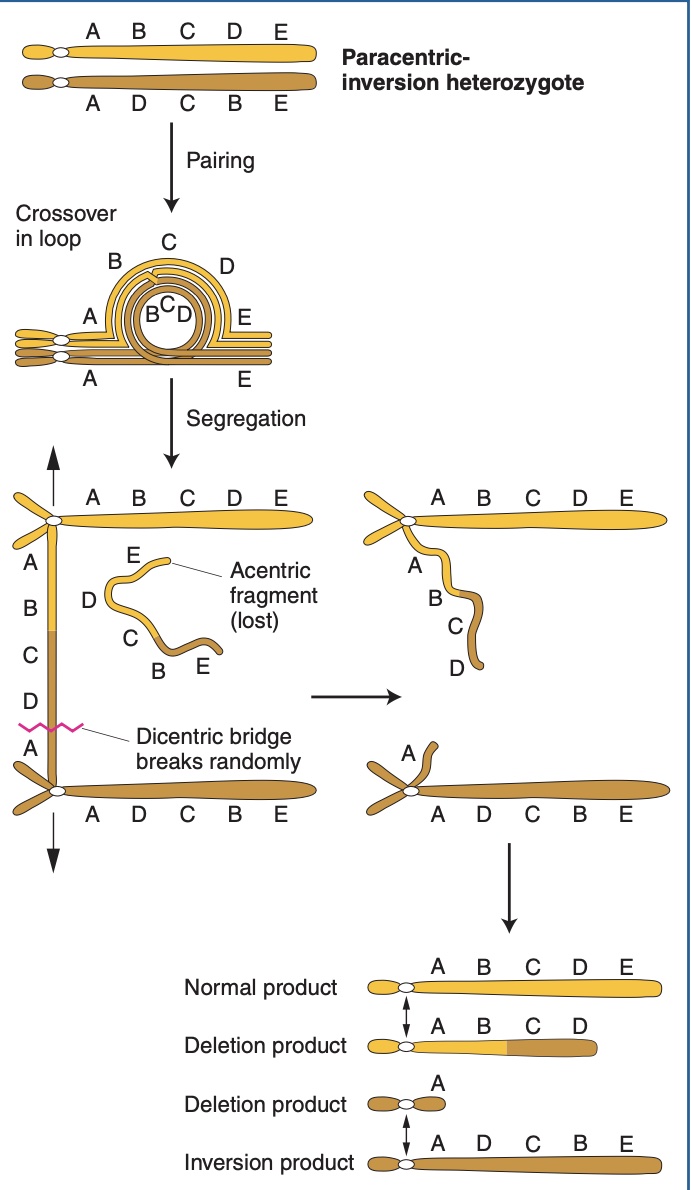 A B C D E
Paracentric-
inversion heterozygote
A D C B E
Pairing
Crossover
in loop
C
B D
B C D
A E
A E
Segregation
A B C D E
A
B
C
D
A
E
D
C
B E
Acentric
fragment
(lost)
Dicentric bridge
breaks randomly
A D C B E
A B C D E
A
B
C
D
A
A D C B E
A B C D E
Normal product
A B C D
Deletion product
A
Deletion product
A D C B E
Inversion product